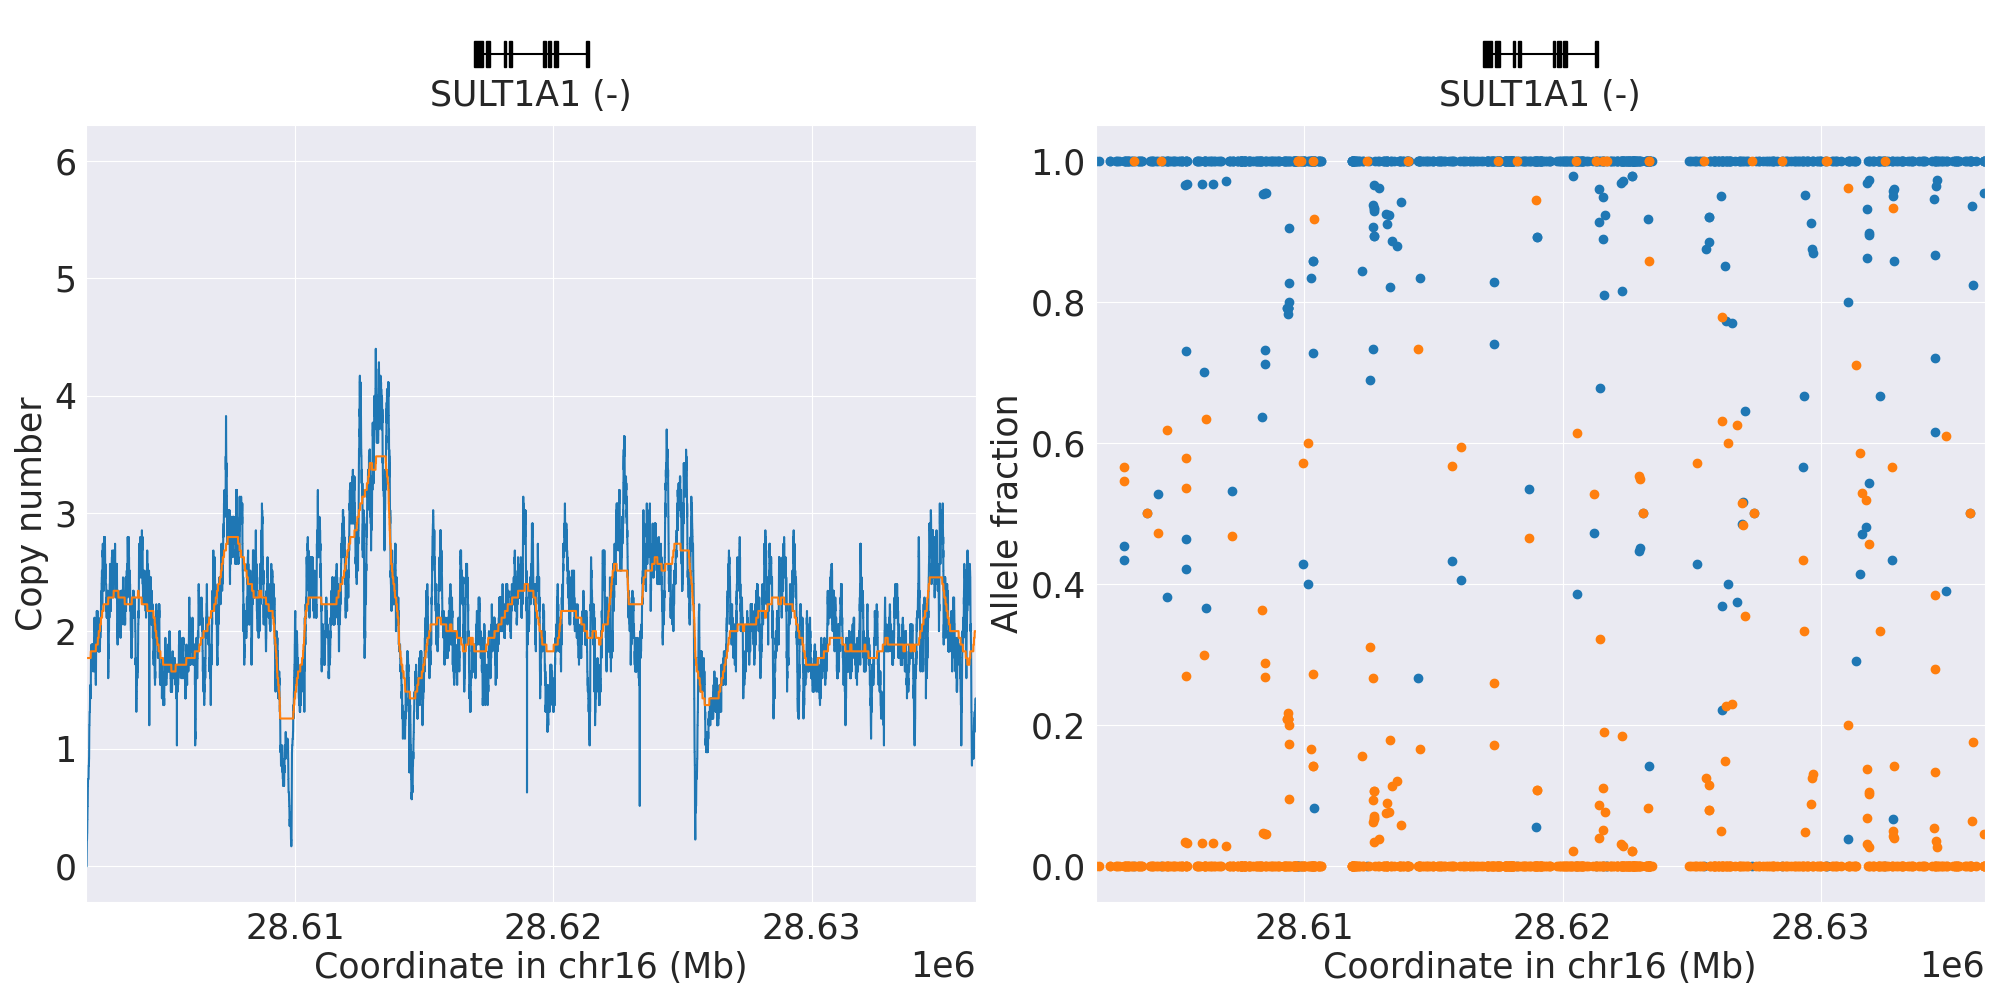 SULT1A1 (-)
Copy number
6
5
4
3
2
1
0
28.61 28.62 28.63
Coordinate in chr16 (Mb) 1e6
SULT1A1 (-)
Allele fraction
1.0
0.8
0.6
0.4
0.2
0.0
28.61 28.62 28.63
Coordinate in chr16 (Mb) 1e6